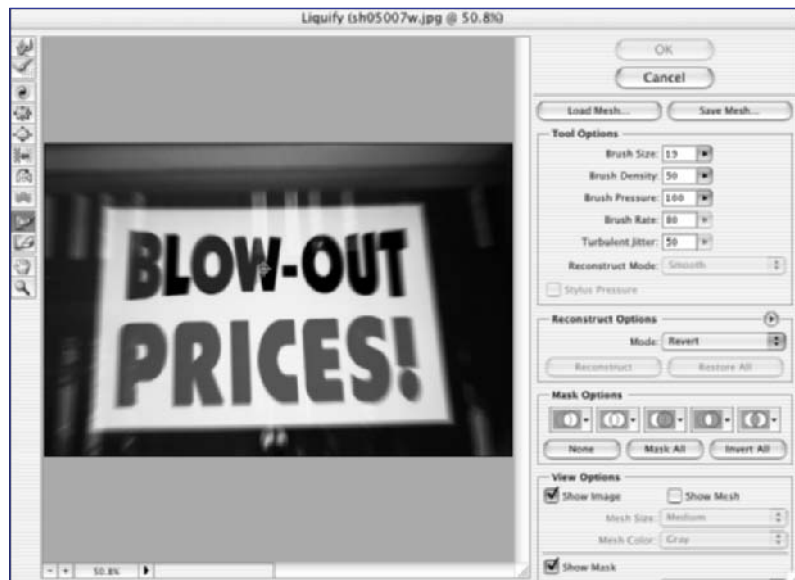 Liquify (sh05007w.jpg @ 50.8%)
OK
Cancel
Load Mesh...
Save Mesh...
Tool Options
Brush Size: 19
Brush Density: 50
Brush Pressure: 100
Brush Rate: 80
Turbulent Jitter: 50
Reconstruct Mode: Smooth
Stylus Pressure
Reconstruct Options
Mode: Revert
Reconstruct
Restore All
Mask Options
None
Mask All
Invert All
View Options
Show Image
Show Mesh
Mesh Size: Medium
Mesh Color: Gray
Show Mask
BLOW-OUT
PRICES!
50.8%